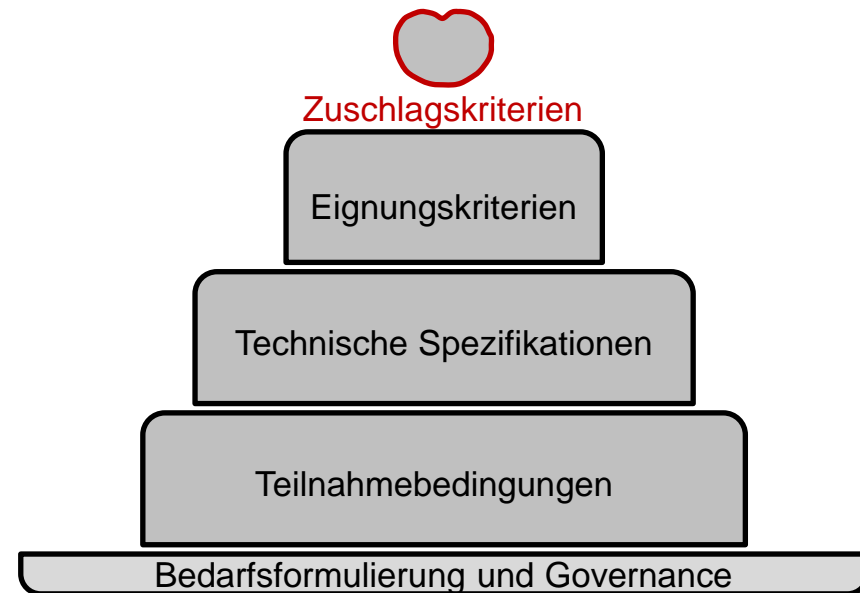 Zuschlagskriterien
Eignungskriterien
Technische Spezifikationen
Teilnahmebedingungen
Bedarfsformulierung und Governance